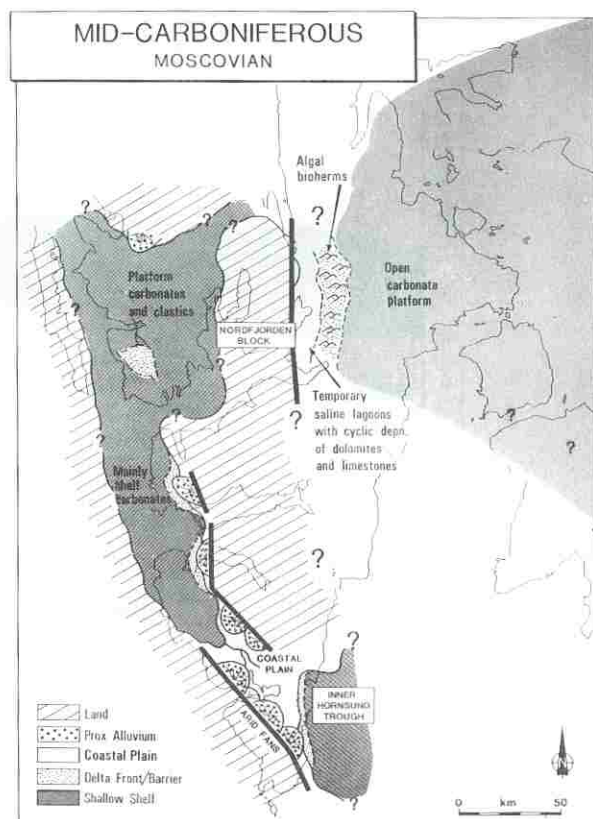 MID-CARBONIFEROUS
MOSCOVIAN
Algal
bioherms
?
?
?
?
?
Platform
carbonates
and clastics
Open
carbonate
platform
NORDFJORDEN
BLOCK
76
?
?
?
?
?
Temporary
saline lagoons
with cyclic depn.
of dolomites
and limestones
?
?
?
Mainly
shelf
carbonates
?
?
?
COASTAL
PLAIN
INNER
HORNSUND
TROUGH
ARID FANS
?
Land
Prox Alluvium
Coastal Plain
Delta Front/Barrier
Shallow Shelf
N
0 km 50